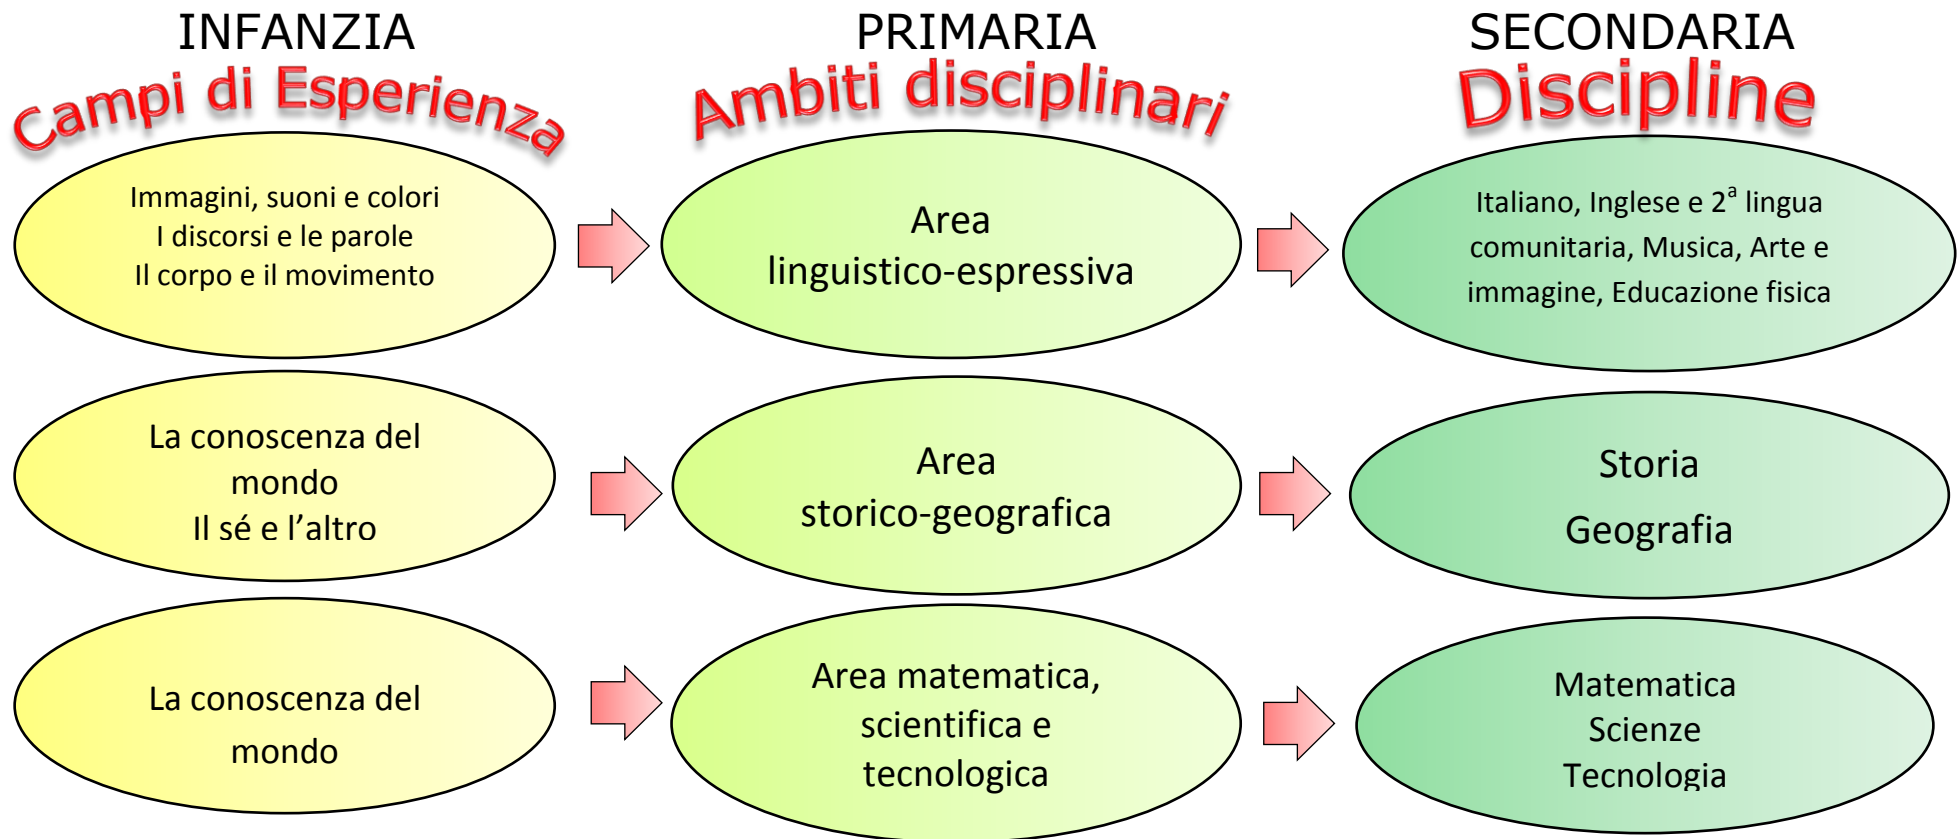 INFANZIA
PRIMARIA
SECONDARIA
Campi di Esperienza
Ambiti disciplinari
Discipline
Immagini, suoni e colori
I discorsi e le parole
Il corpo e il movimento
Area
linguistico-espressiva
Italiano, Inglese e 2ª lingua
comunitaria, Musica, Arte e
immagine, Educazione fisica
La conoscenza del
mondo
Il sé e l’altro
Area
storico-geografica
Storia
Geografia
La conoscenza del
mondo
Area matematica,
scientifica e
tecnologica
Matematica
Scienze
Tecnologia